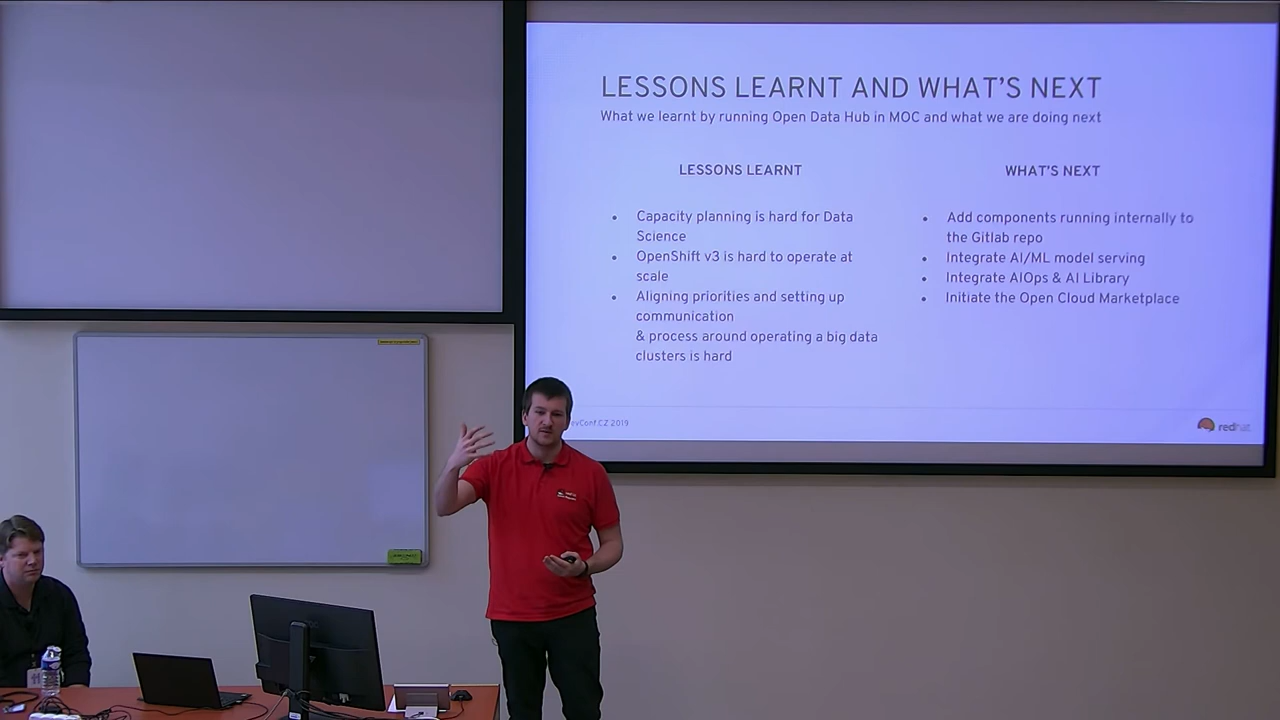 LESSONS LEARNT AND WHAT'S NEXT
What we learnt by running Open Data Hub in MOC and what we are doing next
LESSONS LEARNT
• Capacity planning is hard for Data
Science
• OpenShift v3 is hard to operate at
scale
• Aligning priorities and setting up
communication
& process around operating a big data
clusters is hard
WHAT'S NEXT
• Add components running internally to
the Gitlab repo
• Integrate AI/ML model serving
• Integrate AIOps & AI Library
• Initiate the Open Cloud Marketplace
evConf.CZ 2019
redhat